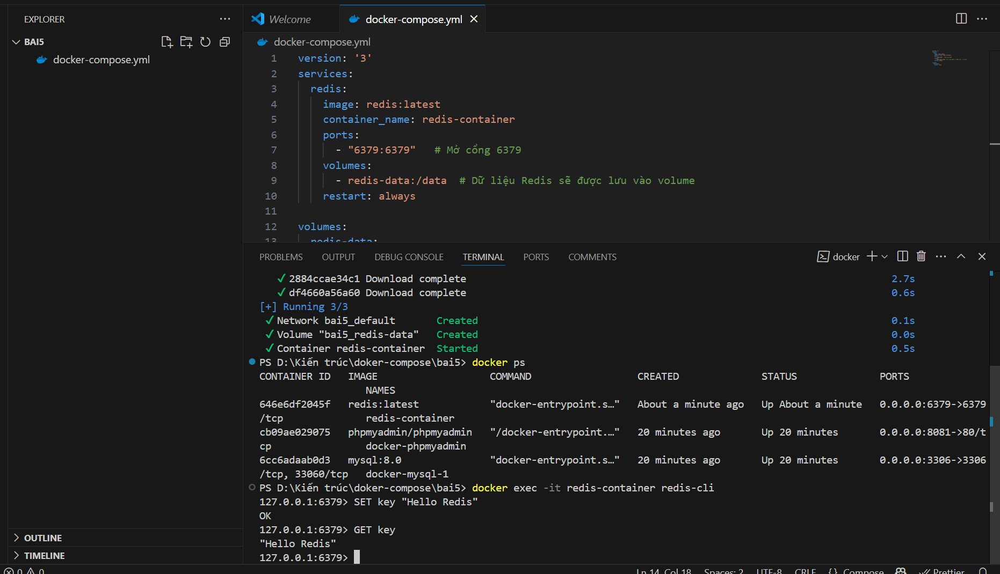 EXPLORER
BAI5
docker-compose.yml
Welcome
docker-compose.yml
docker-compose.yml
1 version: '3'
2 services:
3 redis:
4 image: redis:latest
5 container_name: redis-container
6 ports:
7 - "6379:6379" # Mở cổng 6379
8 volumes:
9 - redis-data:/data # Dữ liệu Redis sẽ được lưu vào volume
10 restart: always
11
12 volumes:
13 redis-data:
PROBLEMS OUTPUT DEBUG CONSOLE TERMINAL PORTS COMMENTS
docker
✓ 2884ccae34c1 Download complete 2.7s
✓ df4660a56a60 Download complete 0.6s
[+] Running 3/3
✓ Network bai5_default Created 0.1s
✓ Volume "bai5_redis-data" Created 0.0s
✓ Container redis-container Started 0.5s
PS D:\Kiến trúc\doker-compose\bai5> docker ps
CONTAINER ID IMAGE COMMAND CREATED STATUS PORTS
NAMES
646e6df2045f redis:latest "docker-entrypoint.s…" About a minute ago Up About a minute 0.0.0.0:6379->6379
/tcp redis-container
cb09ae029075 phpmyadmin/phpmyadmin "/docker-entrypoint.…" 20 minutes ago Up 20 minutes 0.0.0.0:8081->80/t
cp docker-phpmyadmin
6cc6adaab0d3 mysql:8.0 "docker-entrypoint.s…" 20 minutes ago Up 20 minutes 0.0.0.0:3306->3306
/tcp, 33060/tcp docker-mysql-1
PS D:\Kiến trúc\doker-compose\bai5> docker exec -it redis-container redis-cli
127.0.0.1:6379> SET key "Hello Redis"
OK
127.0.0.1:6379> GET key
"Hello Redis"
127.0.0.1:6379>
OUTLINE
TIMELINE
0 0
Ln 14, Col 18 Spaces: 2 UTF-8 CRLF {} Compose Prettier